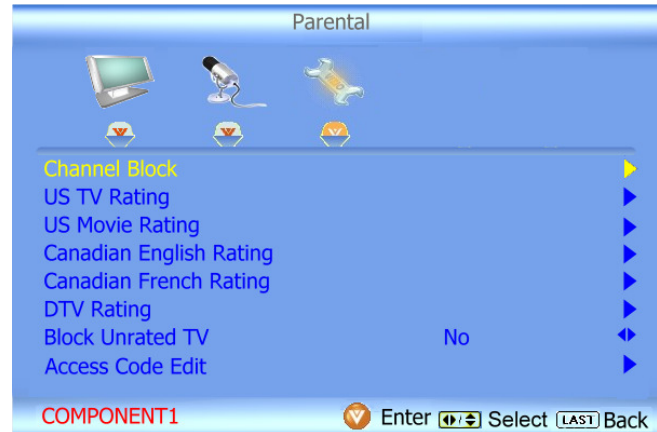 Parental
Channel Block
US TV Rating
US Movie Rating
Canadian English Rating
Canadian French Rating
DTV Rating
Block Unrated TV No
Access Code Edit
COMPONENT1 V Enter Select LAST Back